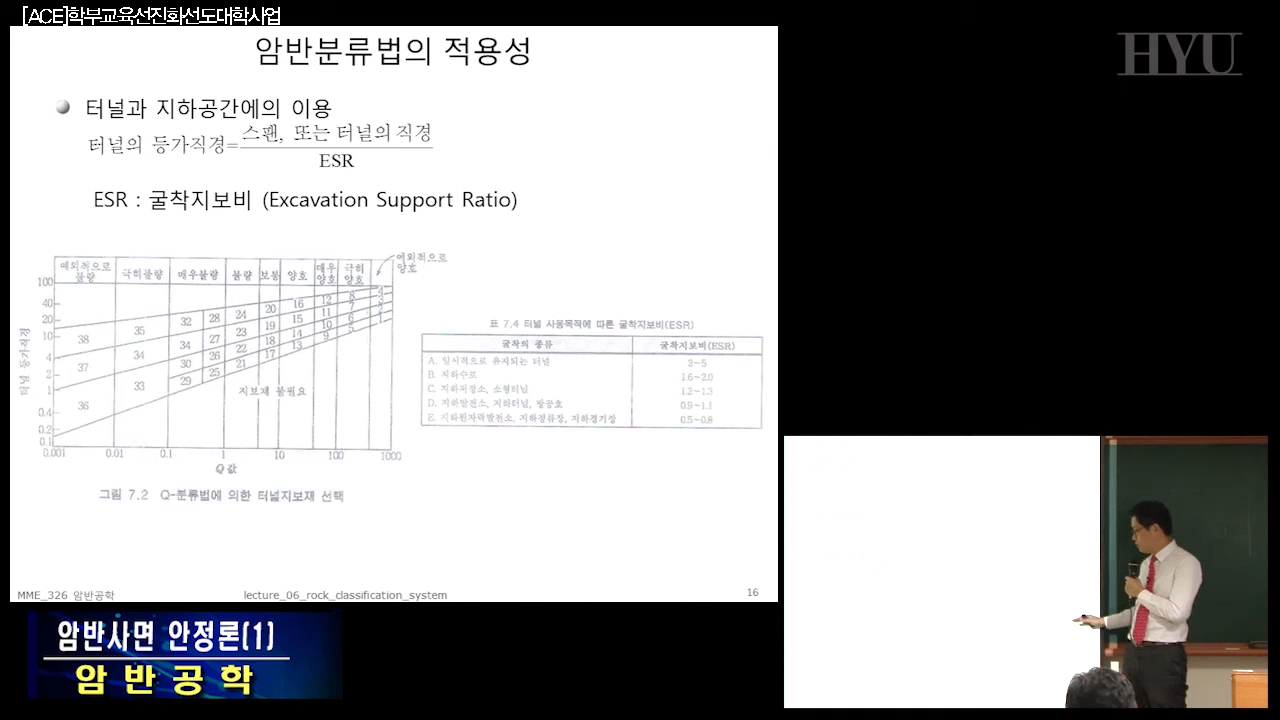 [ACE]학부교육선진화선도대학사업
HYU
암반분류법의 적용성
터널과 지하공간에의 이용
터널의 등가직경=스팬, 또는 터널의 직경
ESR
ESR : 굴착지보비 (Excavation Support Ratio)
예외적으로 불량 극히불량 매우불량 불량 보통 양호 매우 양호 극히 양호 예외적으로 양호
터널 등가직경
100
40
20
10
4
2
1
0.4
0.2
0.1
38 35 32 28 24 20 16 12 8 4
37 34 34 27 23 19 15 11 7 3
36 33 30 26 22 18 14 10 6
29 25 21 17 13 9 5 1
지보재 불필요
0.001 0.01 0.1 1 10 100 1000
Q 값
그림 7.2 Q-분류법에 의한 터널지보재 선택
표 7.4 터널 사용목적에 따른 굴착지보비(ESR)
굴착의 종류 굴착지보비(ESR)
A. 일시적으로 유지되는 터널 2~5
B. 지하수로 1.6~2.0
C. 지하저장소, 소형터널 1.2~1.3
D. 지하발전소, 지하터널, 방공호 0.9~1.1
E. 지하원자력발전소, 지하정류장, 지하경기장 0.5~0.8
MME_326 암반공학 lecture_06_rock_classification_system 16
암반사면 안정론(1)
암반공학